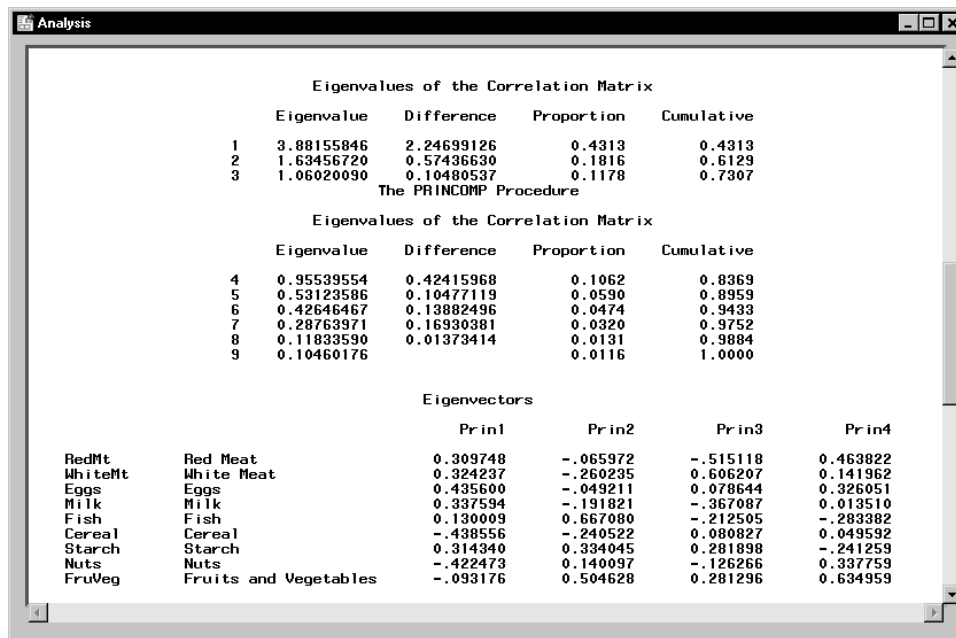 Analysis
Eigenvalues of the Correlation Matrix
Eigenvalue Difference Proportion Cumulative
1 3.88155846 2.24699126 0.4313 0.4313
2 1.63456720 0.57436630 0.1816 0.6129
3 1.06020090 0.10480537 0.1178 0.7307
The PRINCOMP Procedure
Eigenvalues of the Correlation Matrix
Eigenvalue Difference Proportion Cumulative
4 0.95539554 0.42415968 0.1062 0.8369
5 0.53123586 0.10477119 0.0590 0.8959
6 0.42646467 0.13882496 0.0474 0.9433
7 0.28763971 0.16930381 0.0320 0.9752
8 0.11833590 0.01373414 0.0131 0.9884
9 0.10460176 0.0116 1.0000
Eigenvectors
Prin1 Prin2 Prin3 Prin4
RedMt Red Meat 0.309748 -.065972 -.515118 0.463822
WhiteMt White Meat 0.324237 -.260235 0.606207 0.141962
Eggs Eggs 0.435600 -.049211 0.078644 0.326051
Milk Milk 0.337594 -.191821 -.367087 0.013510
Fish Fish 0.130009 0.667080 -.212505 -.283382
Cereal Cereal -.438556 -.240522 0.080827 0.049592
Starch Starch 0.314340 0.334045 0.281898 -.241259
Nuts Nuts -.422473 0.140097 -.126266 0.337759
FruVeg Fruits and Vegetables -.093176 0.504628 0.281296 0.634959